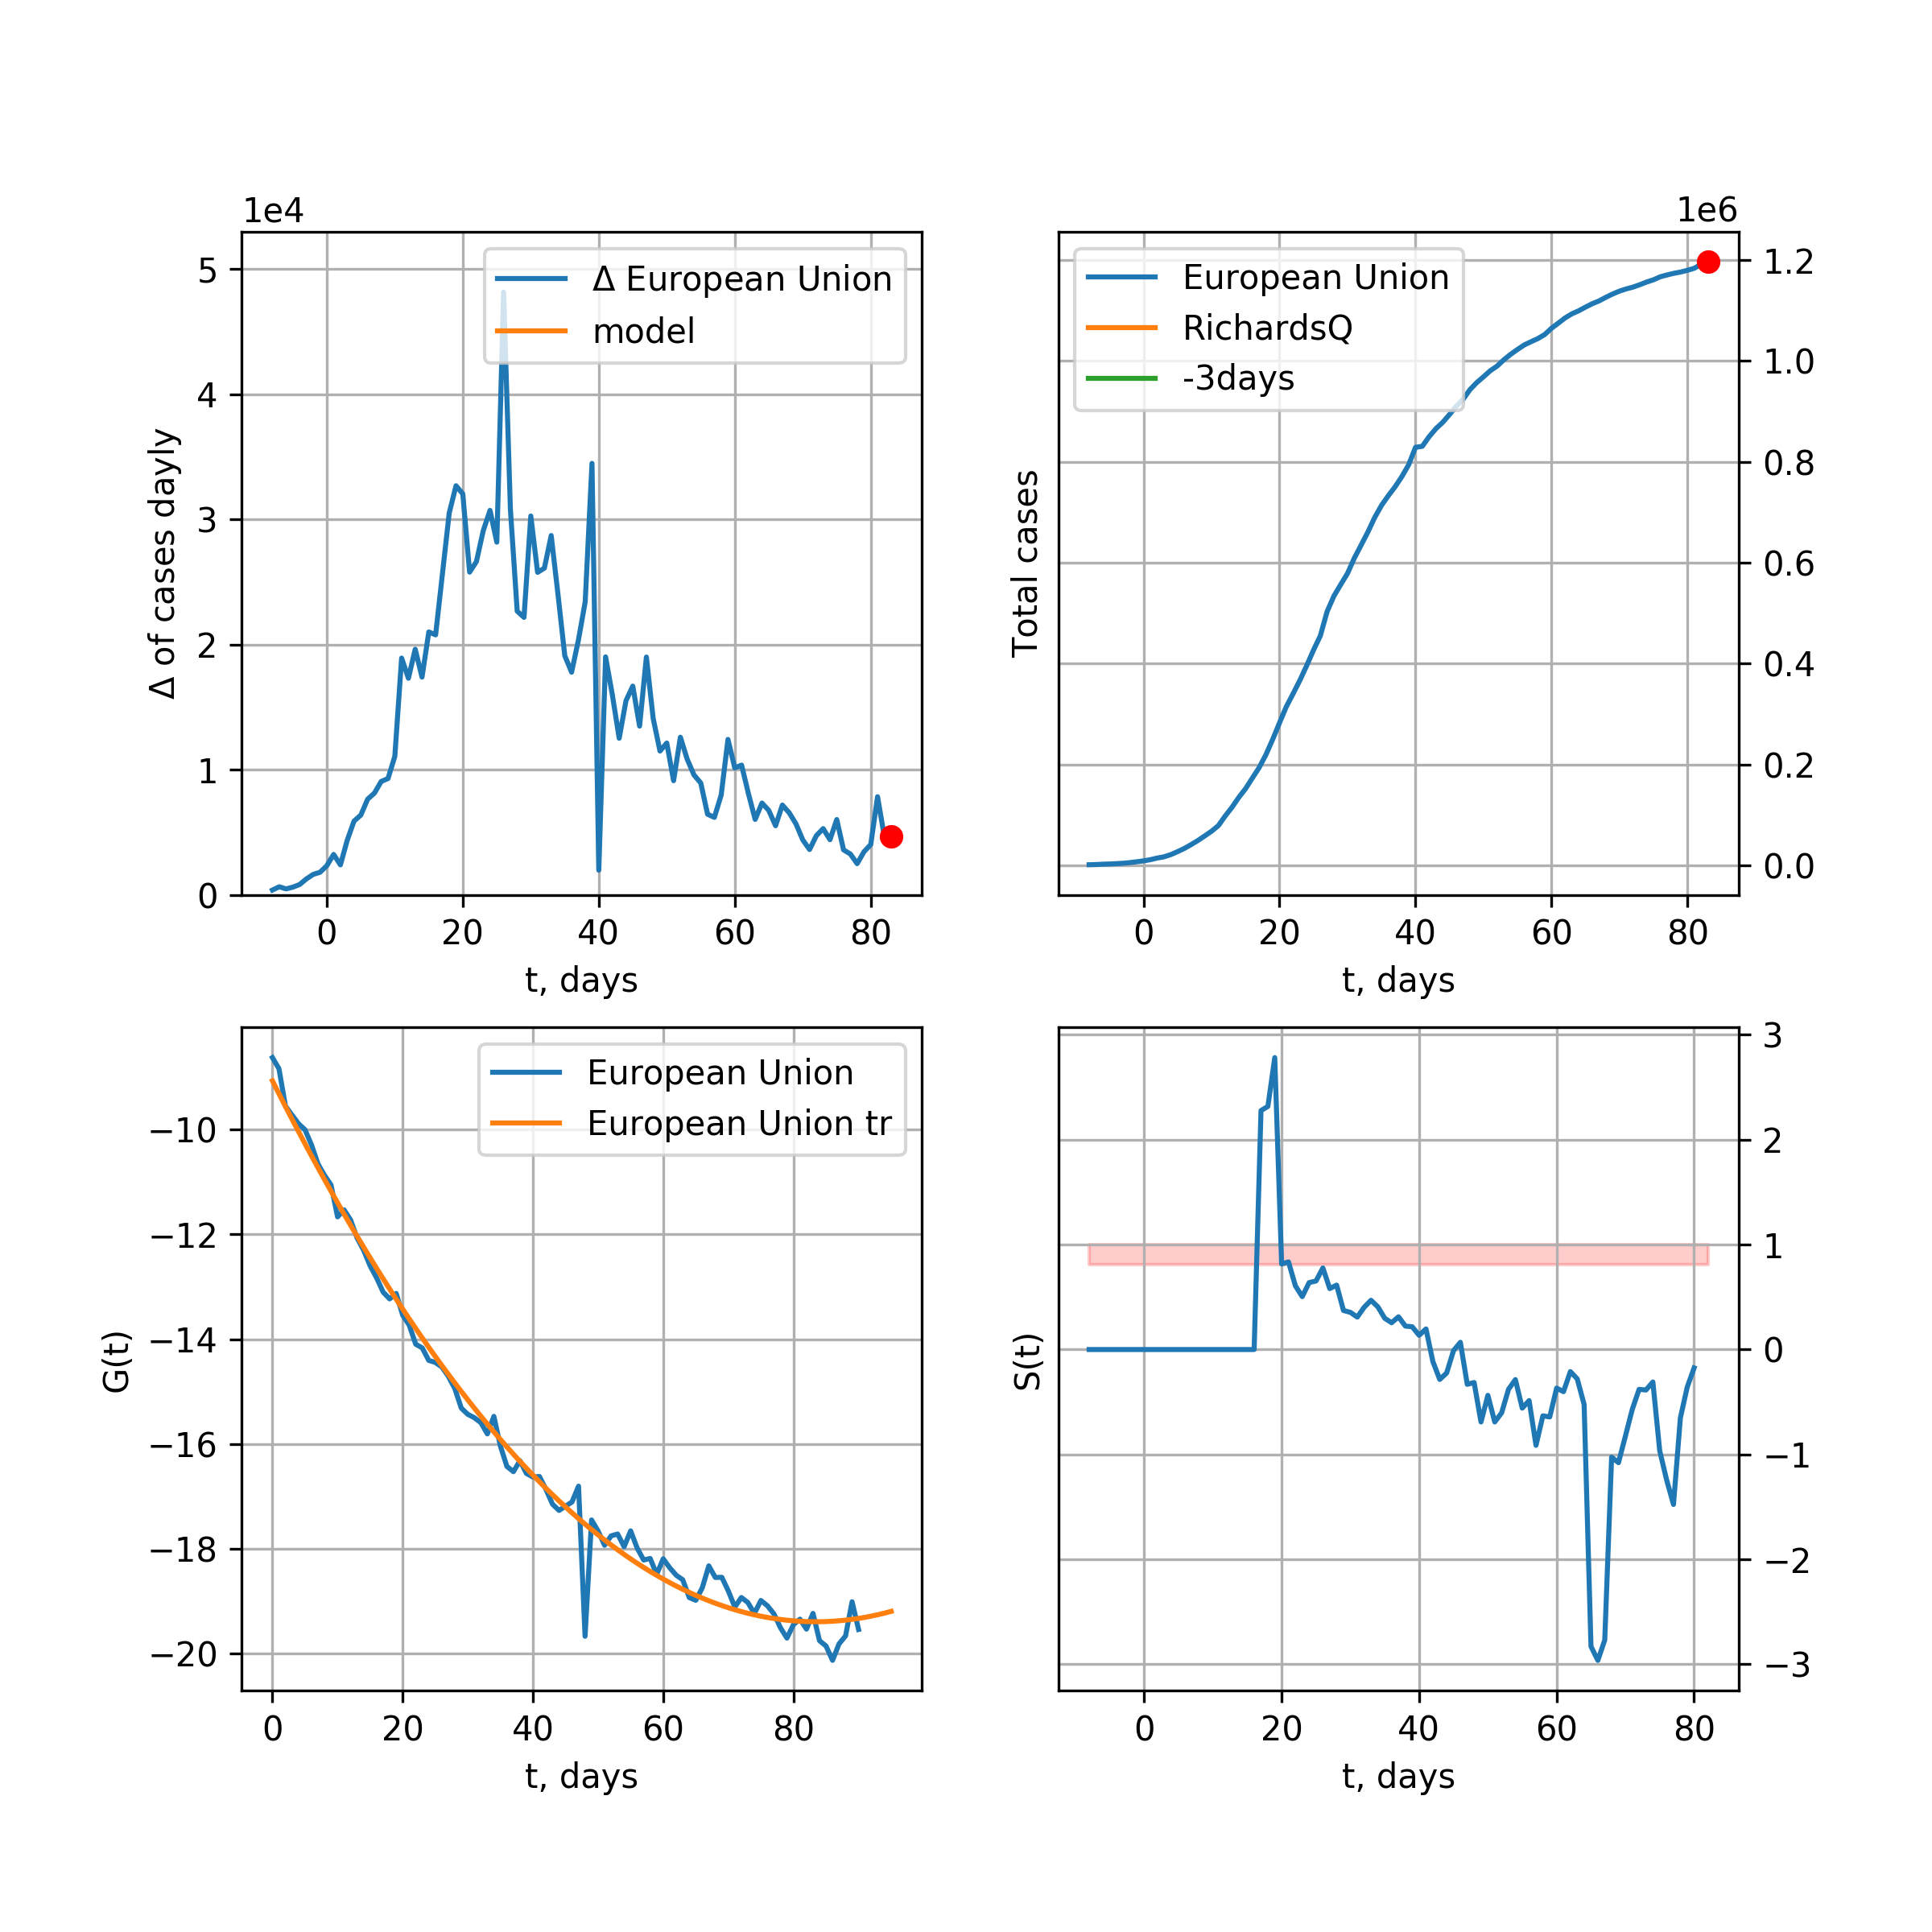 1e4
Δ European Union
model
5
4
3
2
1
0
Δ of cases dayly
0 20 40 60 80
t, days
1e6
European Union
RichardsQ
-3days
1.2
1.0
0.8
0.6
0.4
0.2
0.0
Total cases
0 20 40 60 80
t, days
European Union
European Union tr
−10
−12
−14
−16
−18
−20
G(t)
0 20 40 60 80
t, days
3
2
1
0
−1
−2
−3
S(t)
0 20 40 60 80
t, days